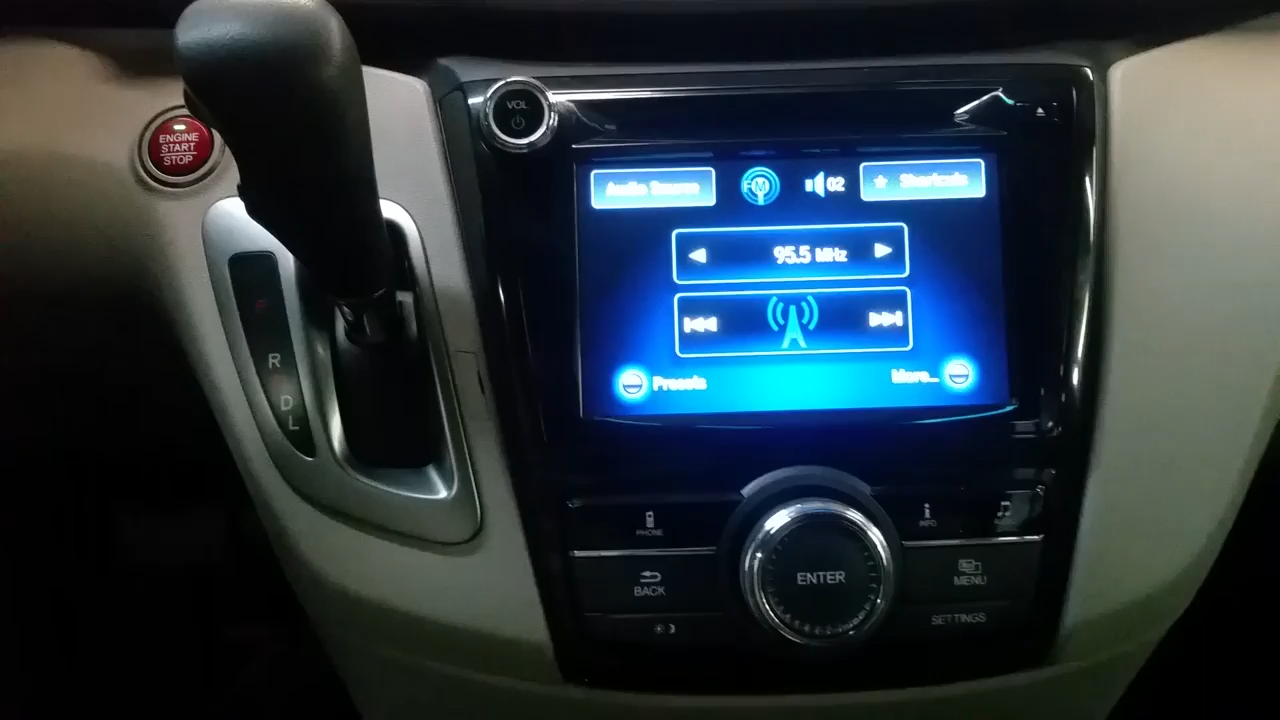 VOL
ENGINE
START
STOP
Audio Source
FM
02
Shortcuts
95.5 MHz
Presets
More...
P
R
D
L
PHONE
INFO
BACK
ENTER
MENU
SETTINGS